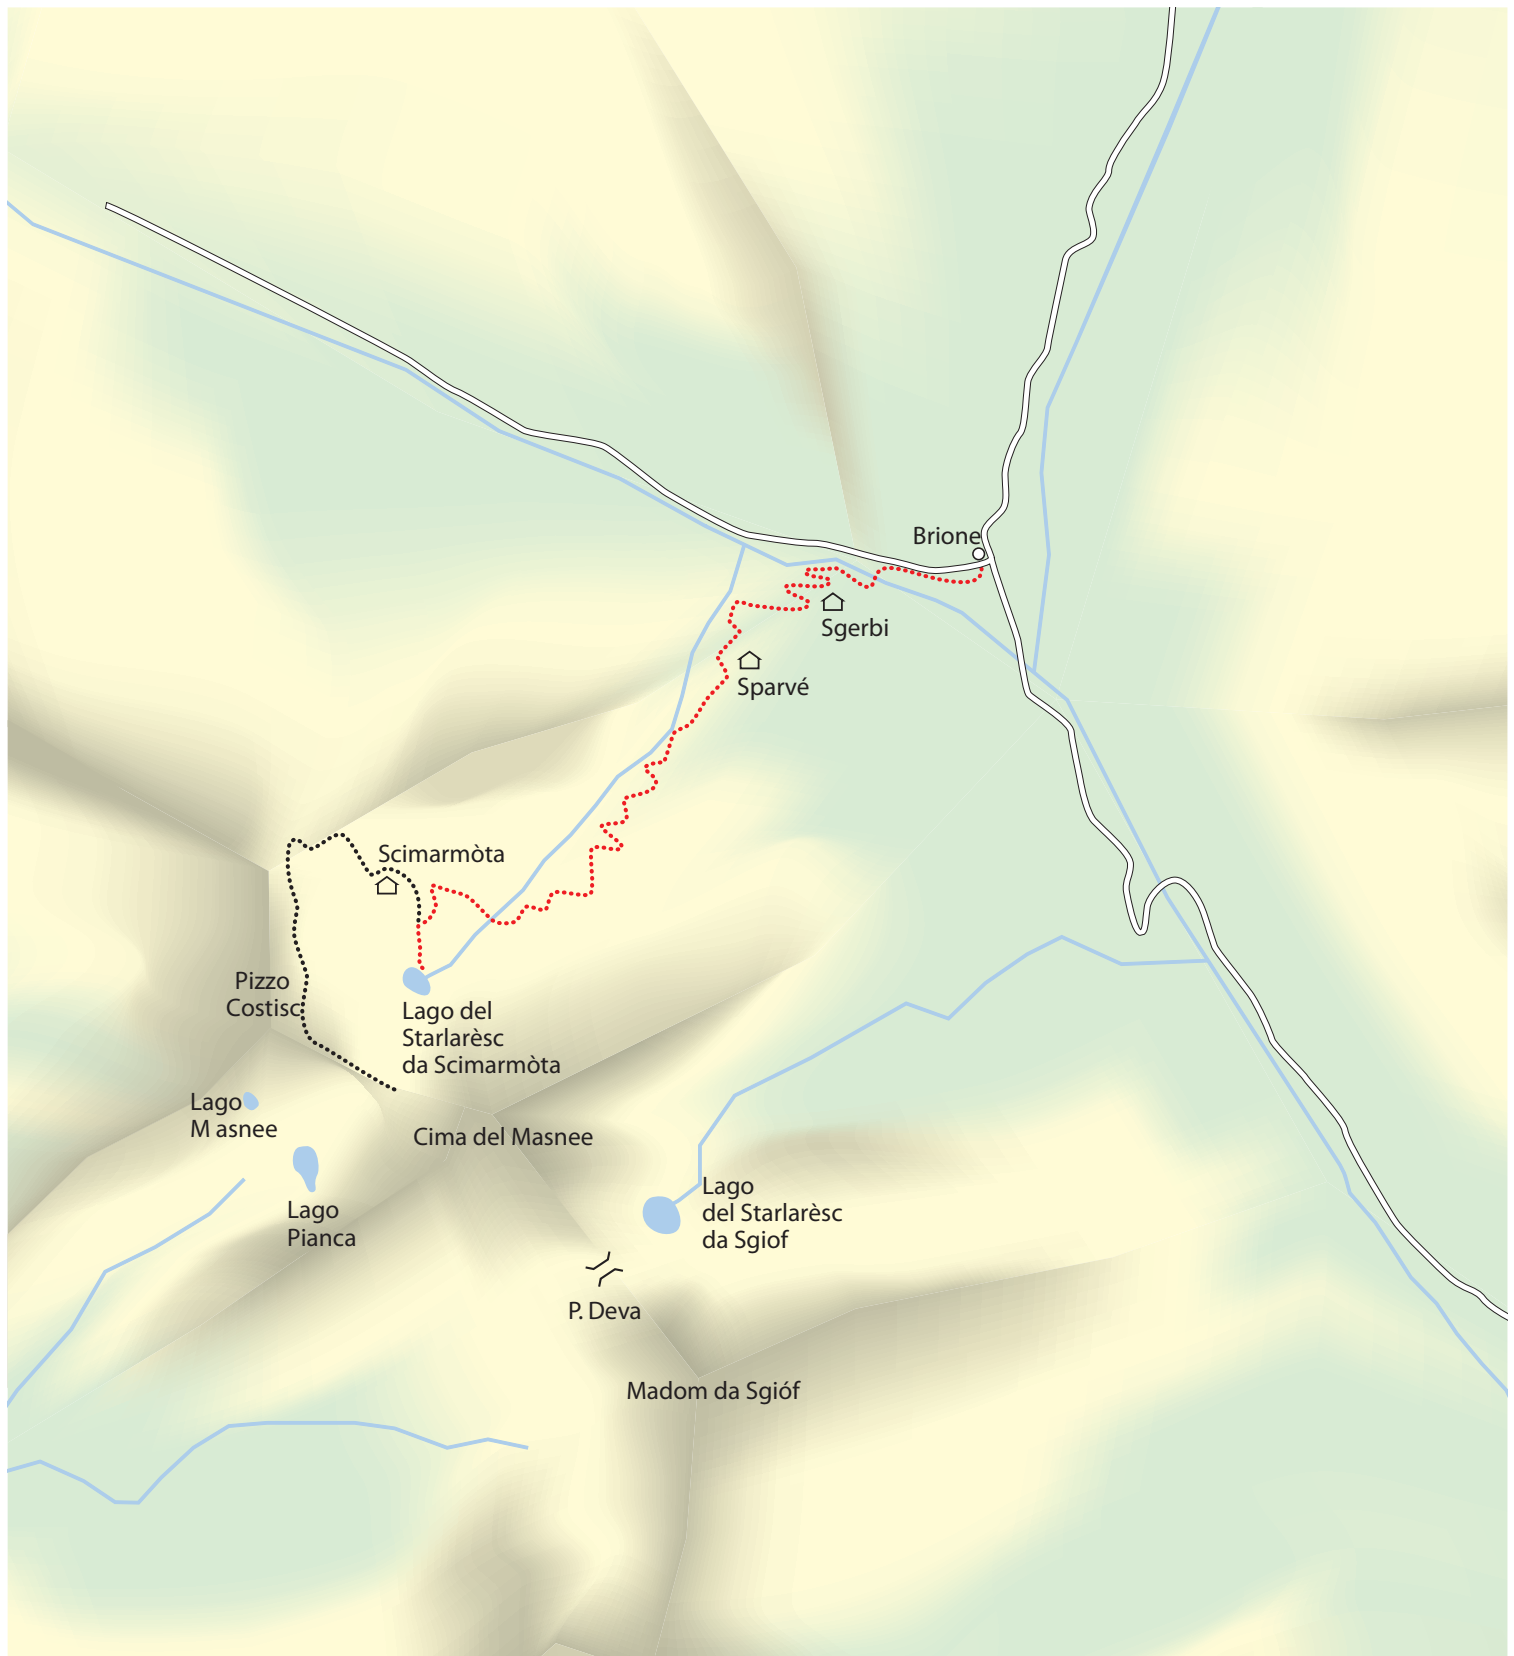 Brione
Sgerbi
Sparvé
Scimarmòta
Pizzo
Costisc
Lago del
Starlarèsc
da Scimarmòta
Lago
M asnee
Cima del Masnee
Lago
Pianca
Lago
del Starlarèsc
da Sgiof
P. Deva
Madom da Sgióf